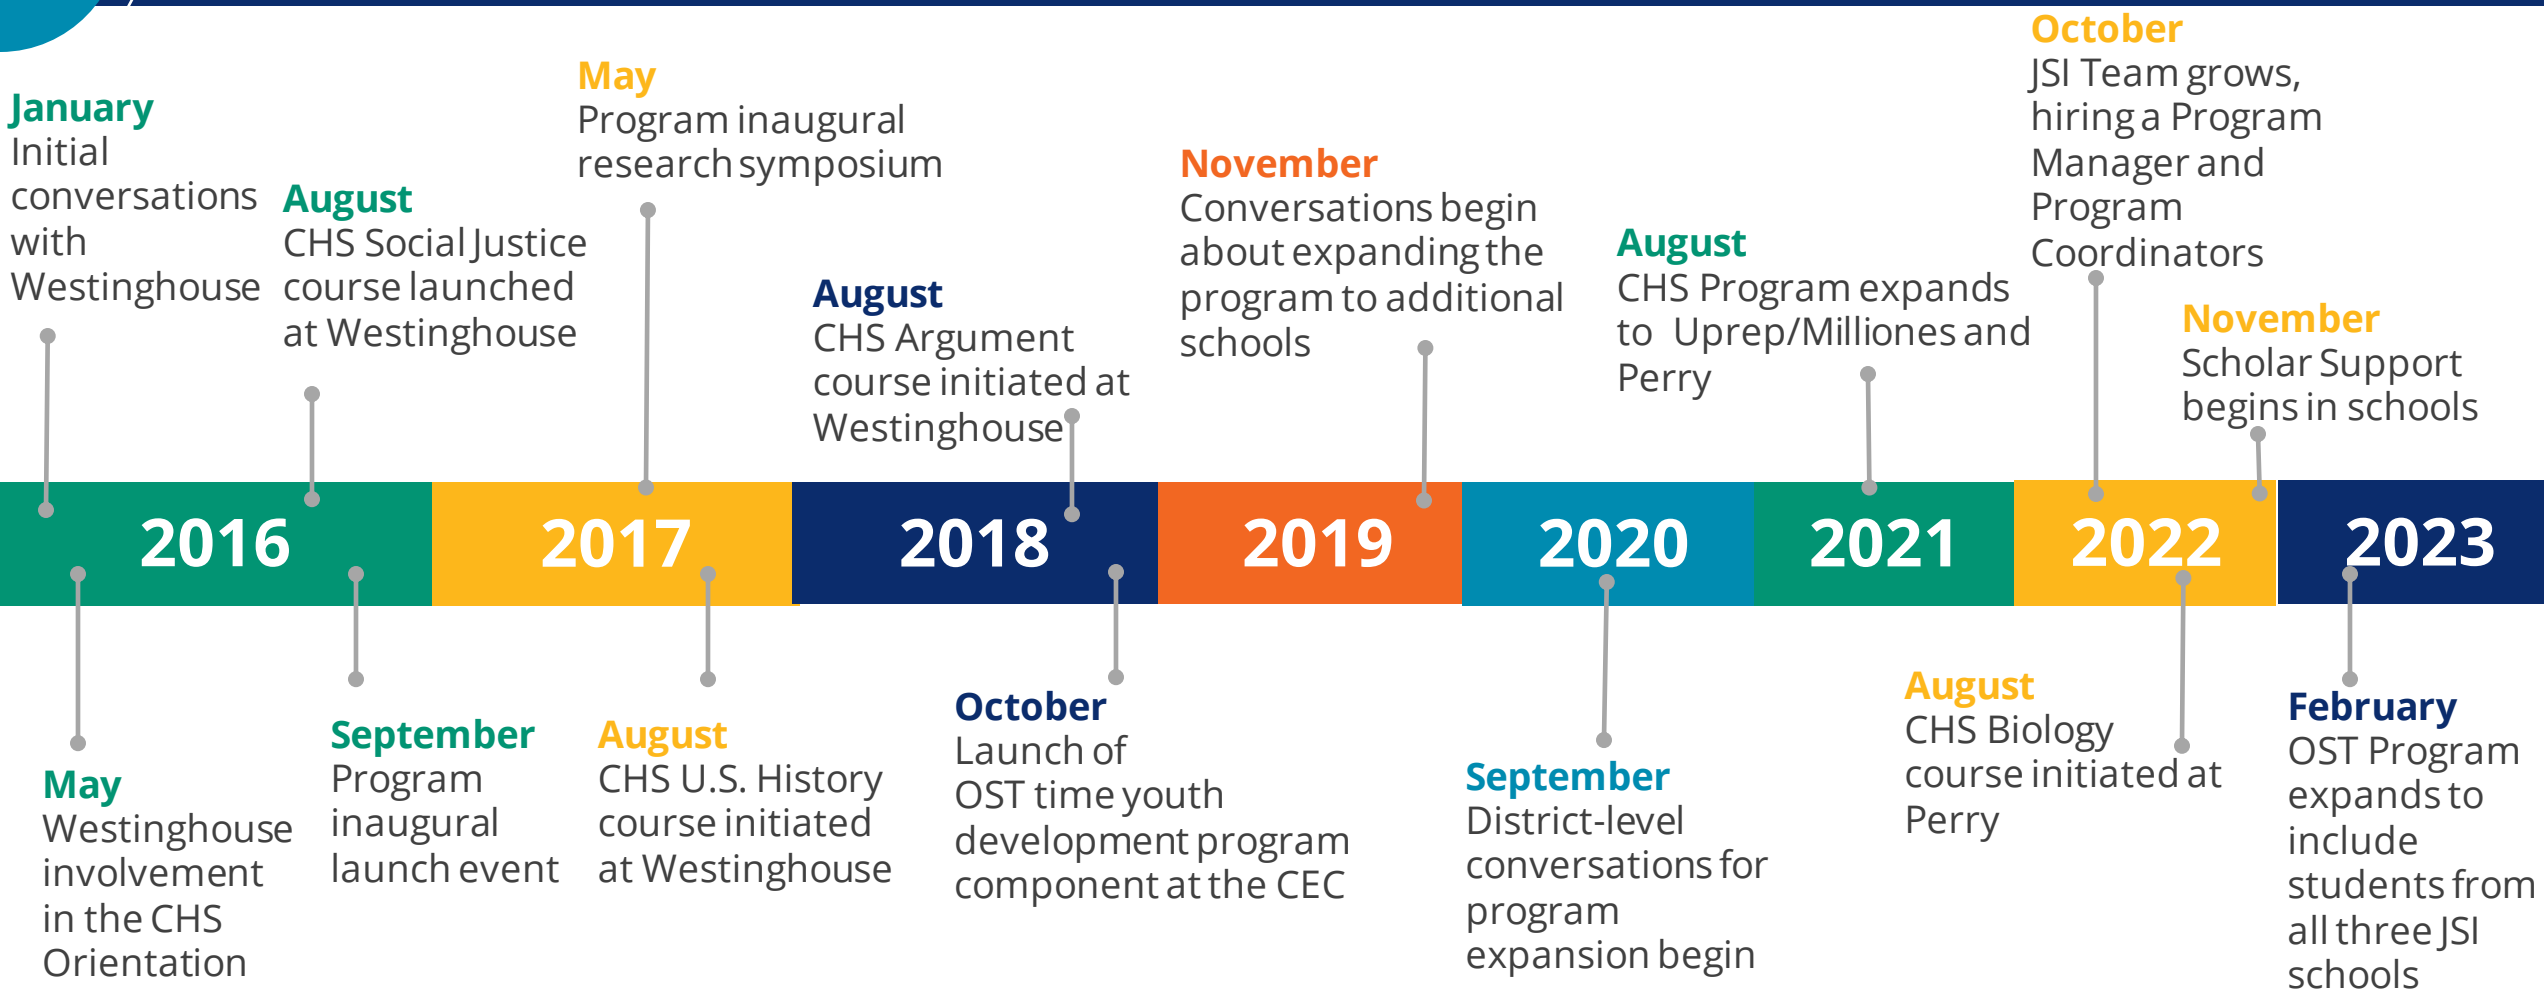 January
Initial
conversations
with
Westinghouse
August
CHS Social Justice
course launched
at Westinghouse
May
Program inaugural
research symposium
August
CHS Argument
course initiated at
Westinghouse
November
Conversations begin
about expanding the
program to additional
schools
August
CHS Program expands
to Uprep/Milliones and
Perry
October
JSI Team grows,
hiring a Program
Manager and
Program
Coordinators
November
Scholar Support
begins in schools
2016
2017
2018
2019
2020
2021
2022
2023
May
Westinghouse
involvement
in the CHS
Orientation
September
Program
inaugural
launch event
August
CHS U.S. History
course initiated
at Westinghouse
October
Launch of
OST time youth
development program
component at the CEC
September
District-level
conversations for
program
expansion begin
August
CHS Biology
course initiated at
Perry
February
OST Program
expands to
include
students from
all three JSI
schools